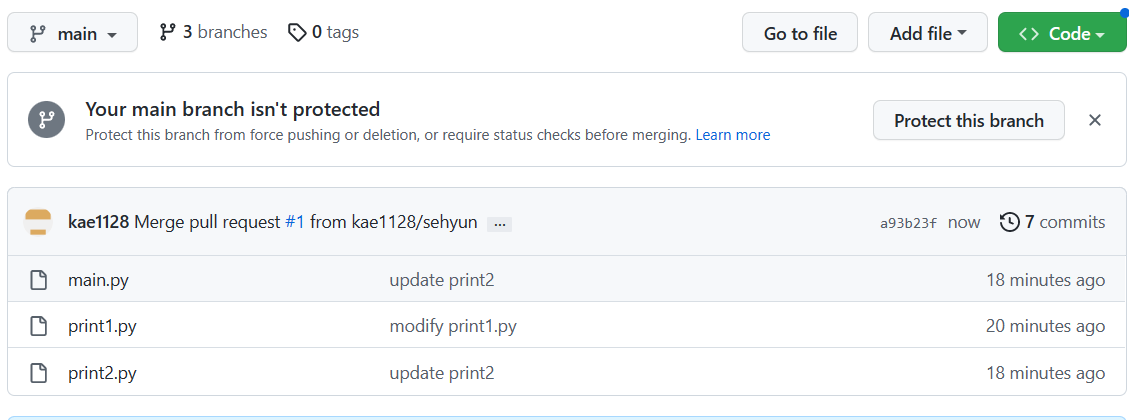 main 3 branches 0 tags Go to file Add file Code
Your main branch isn't protected
Protect this branch from force pushing or deletion, or require status checks before merging. Learn more
Protect this branch
kae1128 Merge pull request #1 from kae1128/sehyun ... a93b23f now 7 commits
main.py update print2 18 minutes ago
print1.py modify print1.py 20 minutes ago
print2.py update print2 18 minutes ago